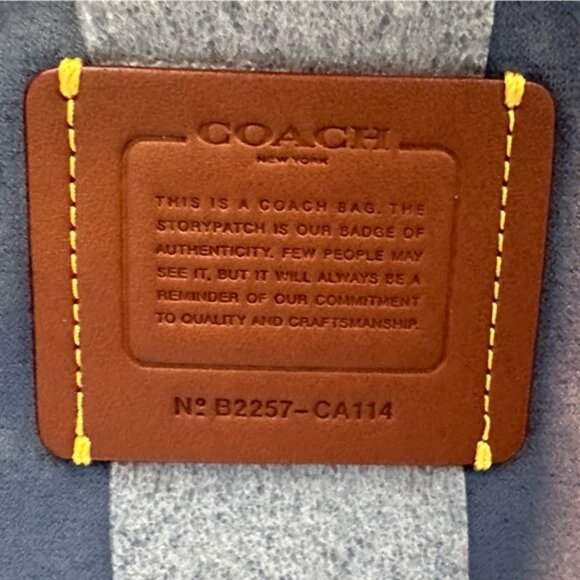 COACH
NEW YORK
THIS IS A COACH BAG. THE
STORYPATCH IS OUR BADGE OF
AUTHENTICITY. FEW PEOPLE MAY
SEE IT, BUT IT WILL ALWAYS BE A
REMINDER OF OUR COMMITMENT
TO QUALITY AND CRAFTSMANSHIP.
Nº B2257-CA114